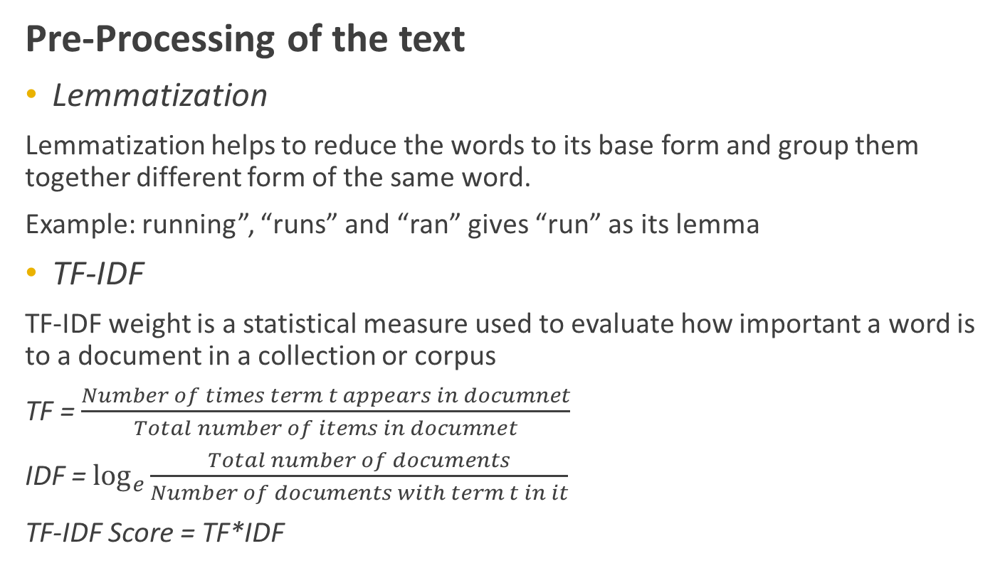 Pre-Processing of the text
• Lemmatization
Lemmatization helps to reduce the words to its base form and group them
together different form of the same word.
Example: running”, “runs” and “ran” gives “run” as its lemma
• TF-IDF
TF-IDF weight is a statistical measure used to evaluate how important a word is
to a document in a collection or corpus
Number of times term t appears in documnet
TF =
Total number of items in documnet
Total number of documents
IDF = logₑ
Number of documents with term t in it
TF-IDF Score = TF*IDF